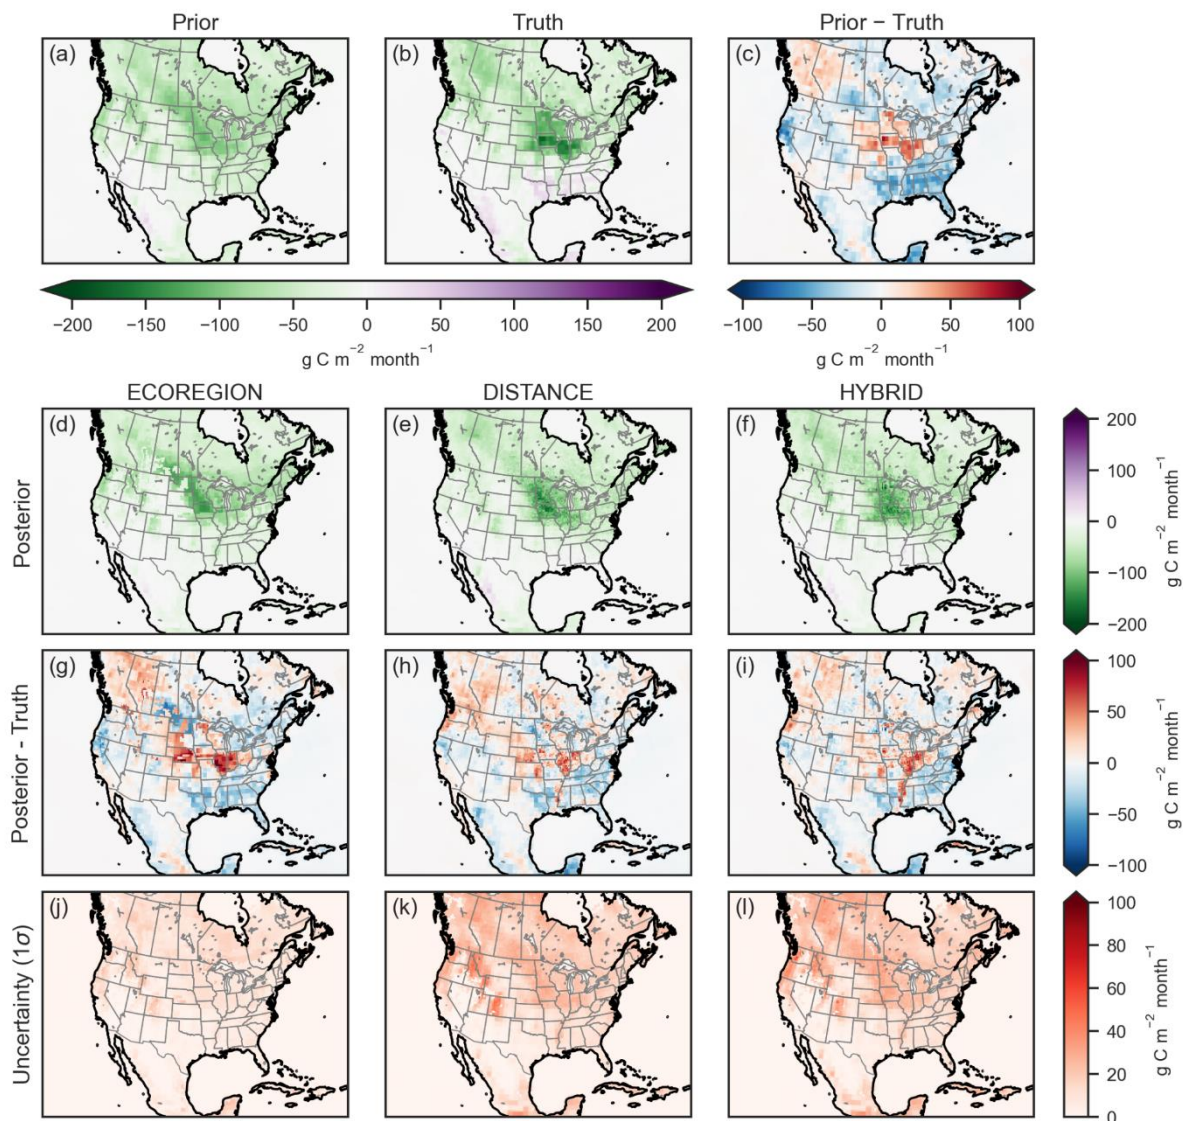 Prior
Truth
Prior − Truth
(a)
(b)
(c)
−200 −150 −100 −50 0 50 100 150 200
−100 −50 0 50 100
g C m⁻² month⁻¹
g C m⁻² month⁻¹
ECOREGION
DISTANCE
HYBRID
Posterior
(d)
(e)
(f)
200
100
0
−100
−200
g C m⁻² month⁻¹
Posterior - Truth
(g)
(h)
(i)
100
50
0
−50
−100
g C m⁻² month⁻¹
Uncertainty (1σ)
(j)
(k)
(l)
100
80
60
40
20
0
g C m⁻² month⁻¹